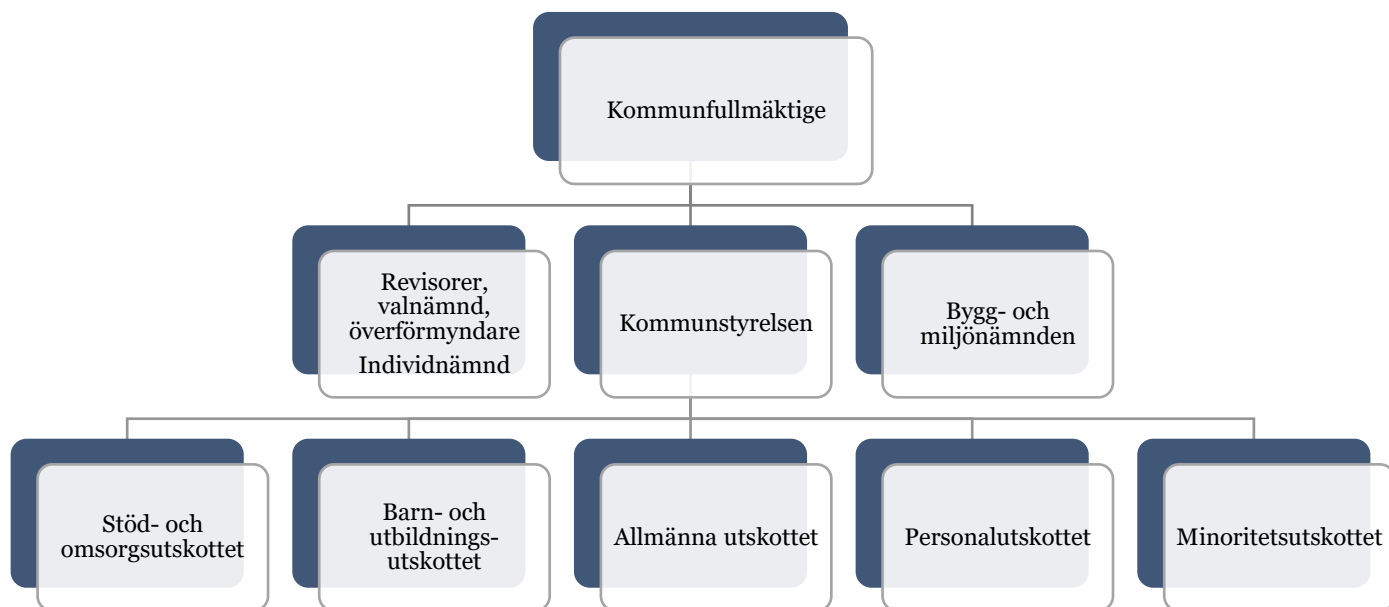 Kommunfullmäktige
Revisorer,
valnämnd,
överförmyndare
Individnämnd
Kommunstyrelsen
Bygg- och
miljönämnden
Stöd- och
omsorgsutskottet
Barn- och
utbildnings-
utskottet
Allmänna utskottet
Personalutskottet
Minoritetsutskottet